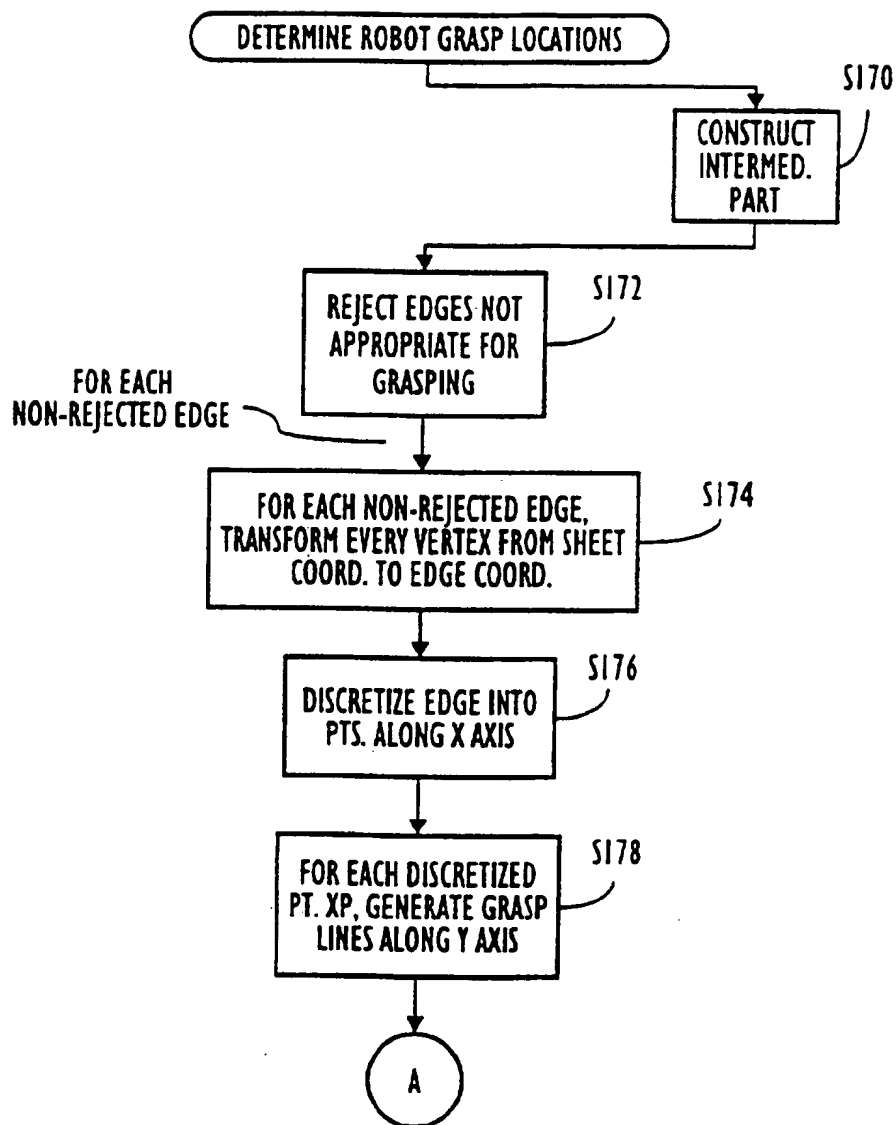 DETERMINE ROBOT GRASP LOCATIONS
S170
CONSTRUCT
INTERMED.
PART
S172
REJECT EDGES NOT
APPROPRIATE FOR
GRASPING
FOR EACH
NON-REJECTED EDGE
S174
FOR EACH NON-REJECTED EDGE,
TRANSFORM EVERY VERTEX FROM SHEET
COORD. TO EDGE COORD.
S176
DISCRETIZE EDGE INTO
PTS. ALONG X AXIS
S178
FOR EACH DISCRETIZED
PT. XP, GENERATE GRASP
LINES ALONG Y AXIS
A